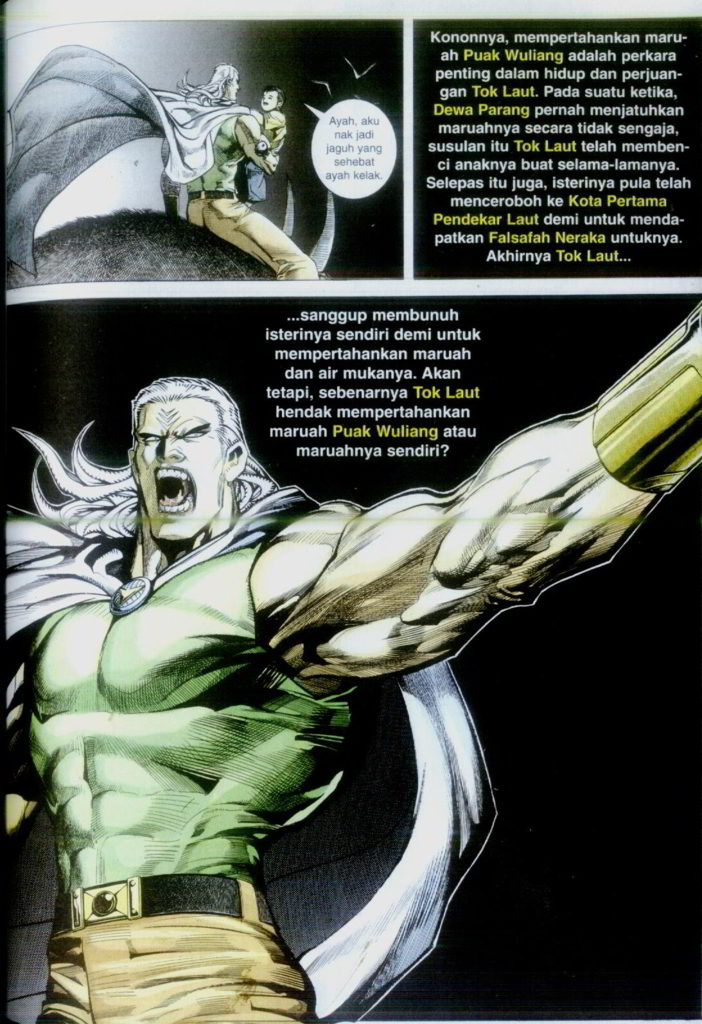 Ayah, aku
nak jadi
jaguh yang
sehebat
ayah kelak.
Kononnya, mempertahankan maru-
ah Puak Wuliang adalah perkara
penting dalam hidup dan perjuan-
gan Tok Laut. Pada suatu ketika,
Dewa Parang pernah menjatuhkan
maruahnya secara tidak sengaja,
susulan itu Tok Laut telah memben-
ci anaknya buat selama-lamanya.
Selepas itu juga, isterinya pula telah
menceroboh ke Kota Pertama
Pendekar Laut demi untuk menda-
patkan Falsafah Neraka untuknya.
Akhirnya Tok Laut...
...sanggup membunuh
isterinya sendiri demi untuk
mempertahankan maruah
dan air mukanya. Akan
tetapi, sebenarnya Tok Laut
hendak mempertahankan
maruah Puak Wuliang atau
maruahnya sendiri?